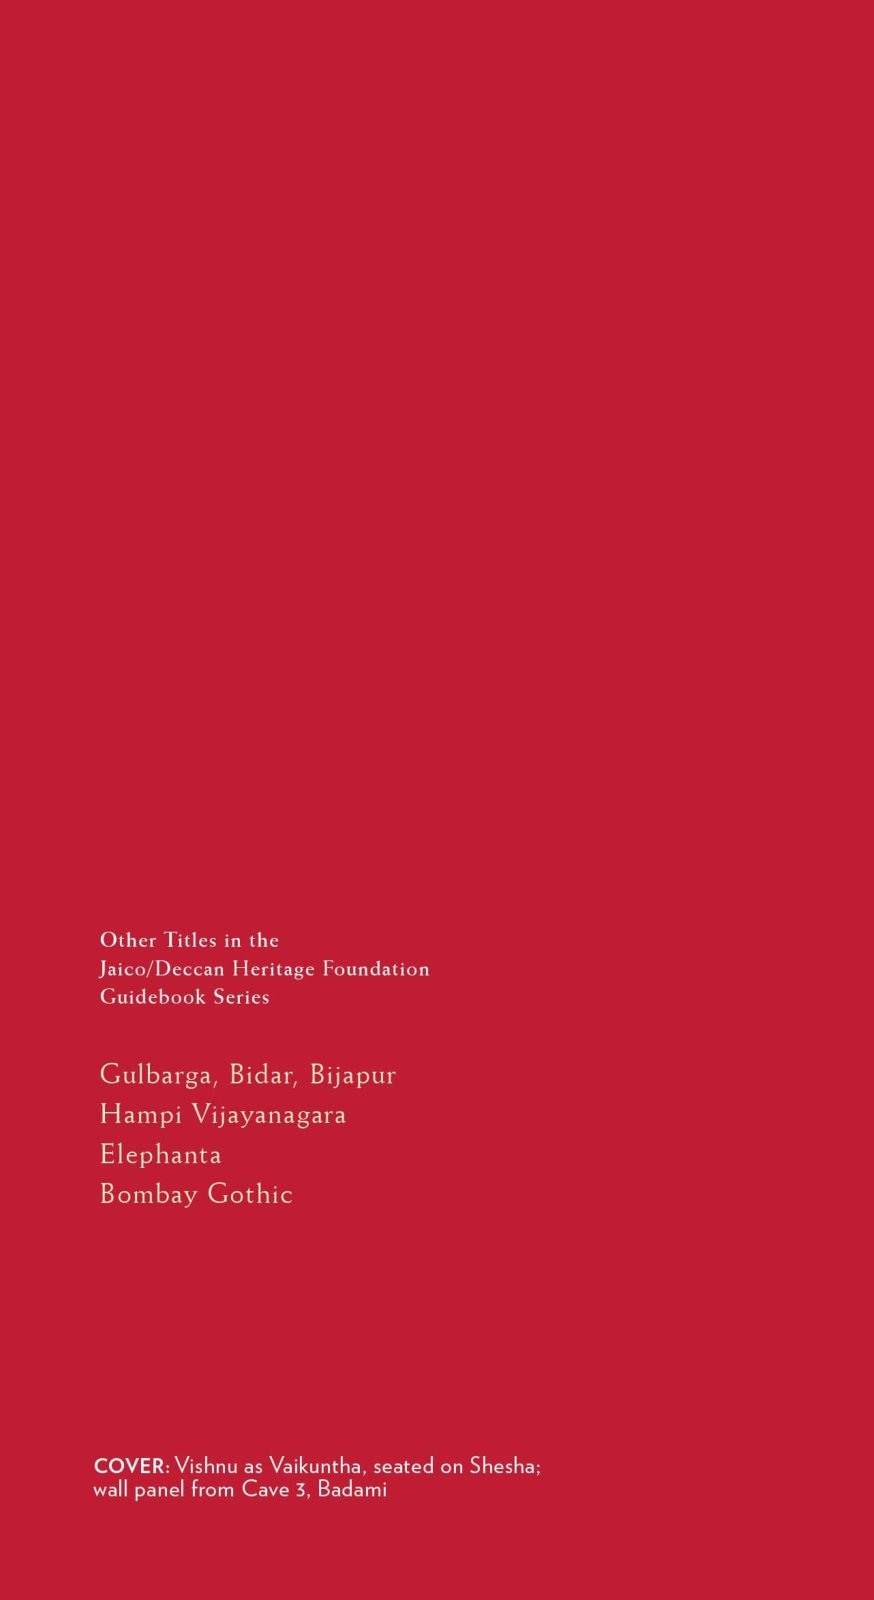 Other Titles in the
Jaico/Deccan Heritage Foundation
Guidebook Series
Gulbarga, Bidar, Bijapur
Hampi Vijayanagara
Elephanta
Bombay Gothic
COVER: Vishnu as Vaikuntha, seated on Shesha;
wall panel from Cave 3, Badami